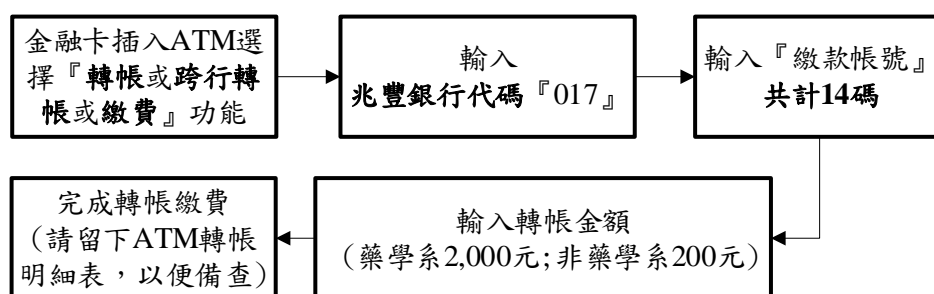 金融卡插入ATM選
擇『轉帳或跨行轉
帳或繳費』功能
輸入
兆豐銀行代碼『017』
輸入『繳款帳號』
共計14碼
輸入轉帳金額
（藥學系2,000元;非藥學系200元）
完成轉帳繳費
（請留下ATM轉帳
明細表，以便備查）